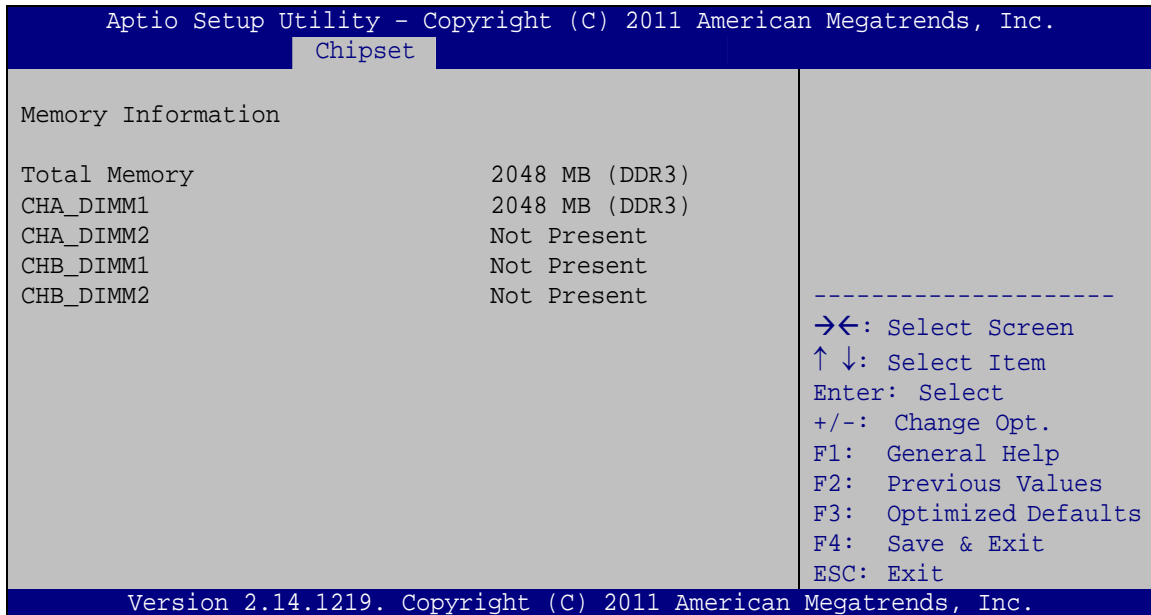 Aptio Setup Utility – Copyright (C) 2011 American Megatrends, Inc.
Chipset
Memory Information
Total Memory 2048 MB (DDR3)
CHA_DIMM1 2048 MB (DDR3)
CHA_DIMM2 Not Present
CHB_DIMM1 Not Present
CHB_DIMM2 Not Present
---------------------
→←: Select Screen
↑ ↓: Select Item
Enter: Select
+/-: Change Opt.
F1: General Help
F2: Previous Values
F3: Optimized Defaults
F4: Save & Exit
ESC: Exit
Version 2.14.1219. Copyright (C) 2011 American Megatrends, Inc.